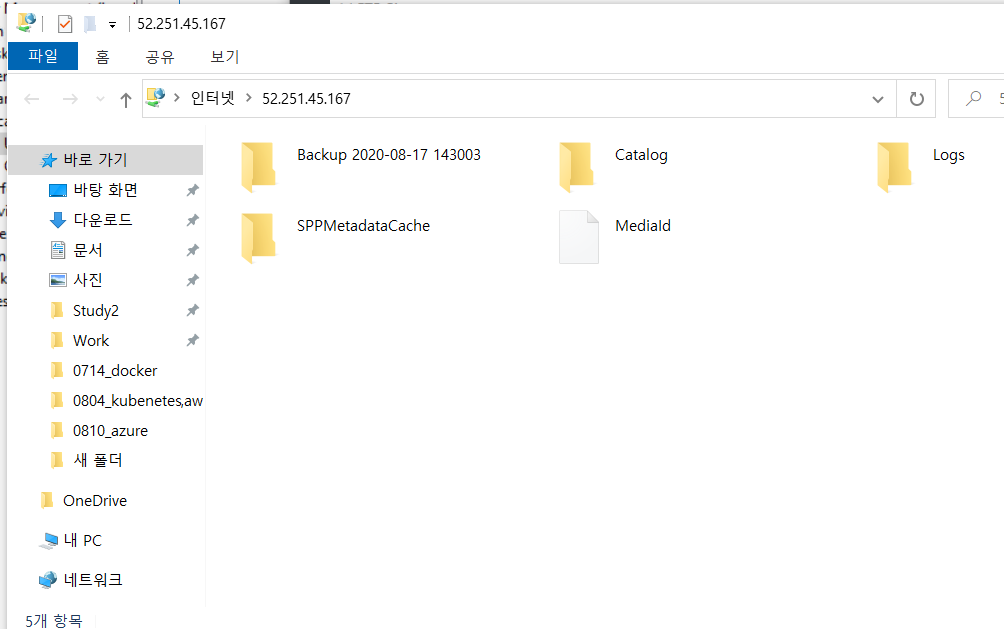 52.251.45.167
파일 홈 공유 보기
인터넷 52.251.45.167
바로 가기
바탕 화면
다운로드
문서
사진
Study2
Work
0714_docker
0804_kubenetes,aw
0810_azure
새 폴더
OneDrive
내 PC
네트워크
Backup 2020-08-17 143003
Catalog
Logs
SPPMetadataCache
MediaId
5개 항목